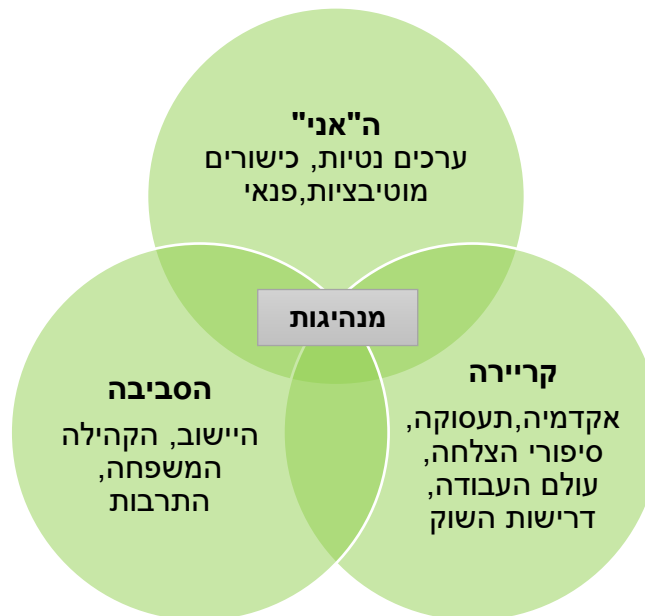 ה"אני"
ערכים נטיות, כישורים
מוטיבציות,פנאי
מנהיגות
קריירה
אקדמיה,תעסוקה,
סיפורי הצלחה,
עולם העבודה,
דרישות השוק
הסביבה
היישוב, הקהילה
המשפחה,
התרבות